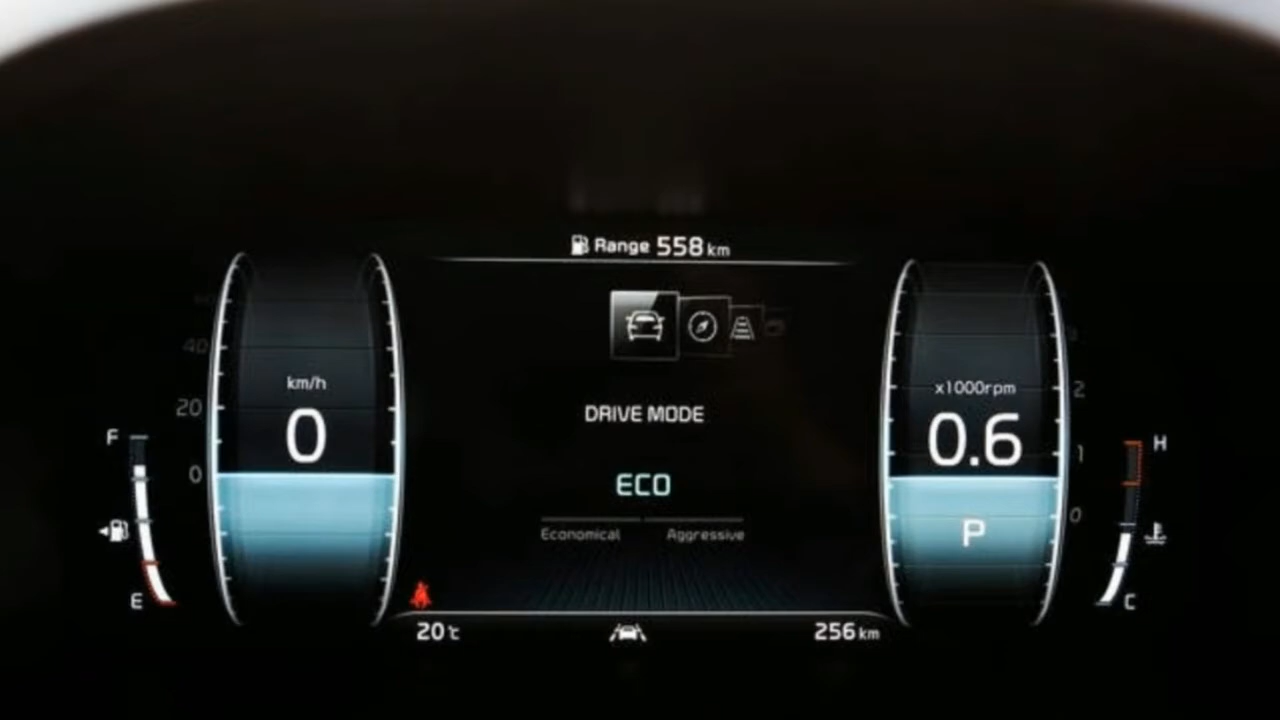 Range 558 km
km/h
0
40
20
0
F
E
DRIVE MODE
ECO
Economical Aggressive
x1000rpm
0.6
P
3
2
1
0
H
C
20℃
256 km